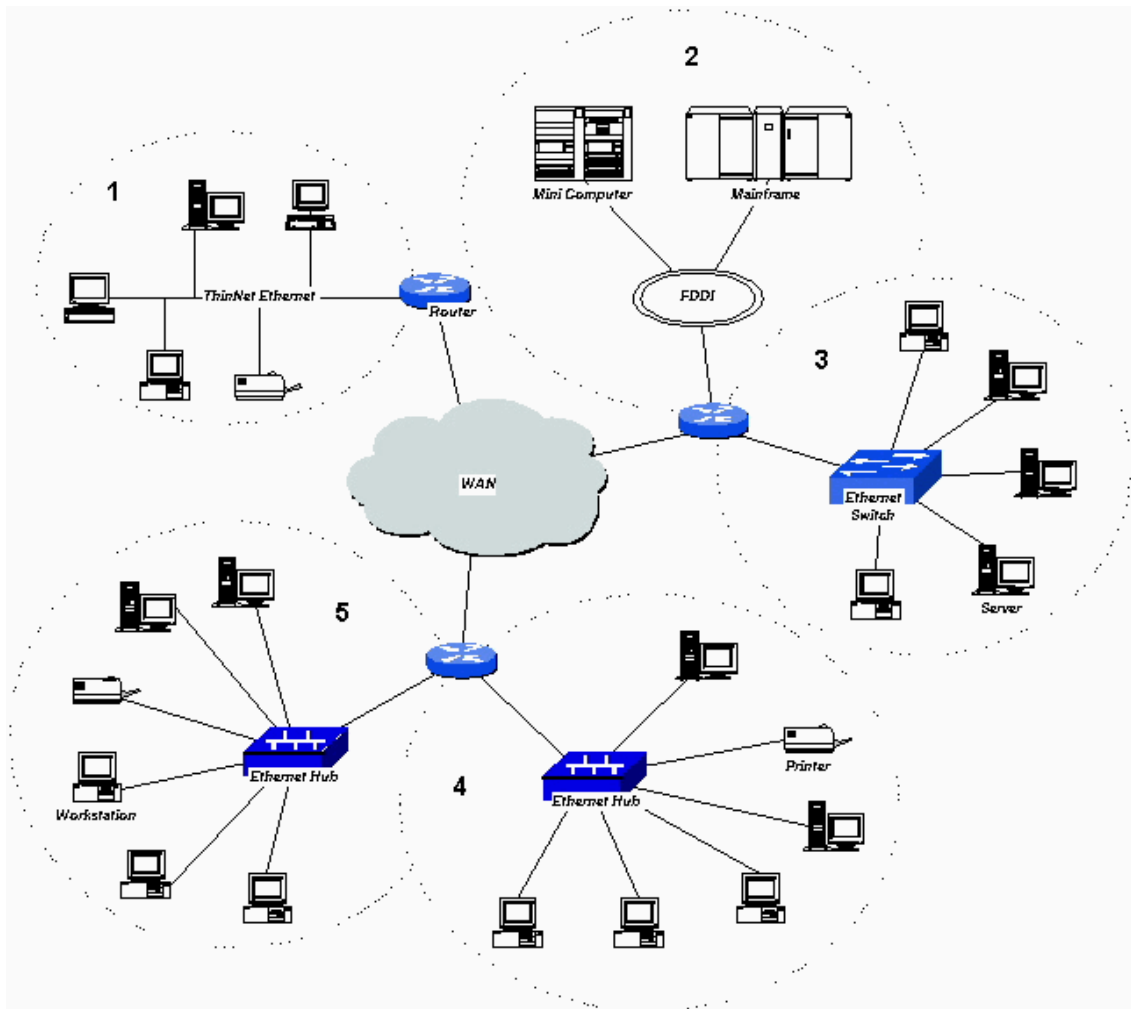 2
Mini Computer
Mainframe
1
ThinNet Ethernet
FDDI
Router
3
WAN
Ethernet
Switch
Server
5
Ethernet Hub
Workstation
4
Printer
Ethernet Hub